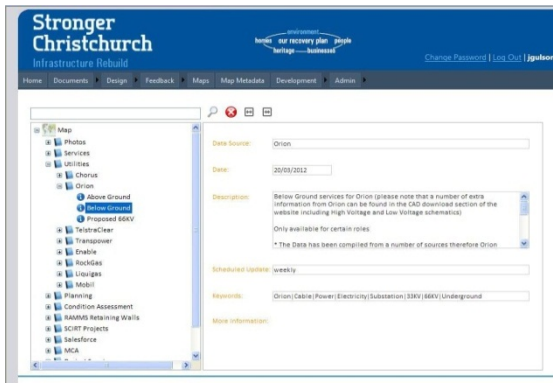 Stronger
Christchurch
Infrastructure Rebuild
environment
homes our recovery plan people
heritage businesses
Change Password | Log Out | jgulson
Home Documents Design Feedback Maps Map Metadata Development Admin
Map
Photos
Services
Utilities
Chorus
Orion
Above Ground
Below Ground
Proposed 66KV
TelstraClear
Transpower
Enable
RockGas
Liquigas
Mobil
Planning
Condition Assessment
RAMMS Retaining Walls
SCIRT Projects
Salesforce
MCA
Data Source: Orion
Date: 20/03/2012
Description: Below Ground services for Orion (please note that a number of extra
information from Orion can be found in the CAD download section of the
website including High Voltage and Low Voltage schematics)
Only available for certain roles
* The Data has been compiled from a number of sources therefore Orion
Scheduled Update: weekly
Keywords: Orion|Cable|Power|Electricity|Substation|33KV|66KV|Underground
More Information: